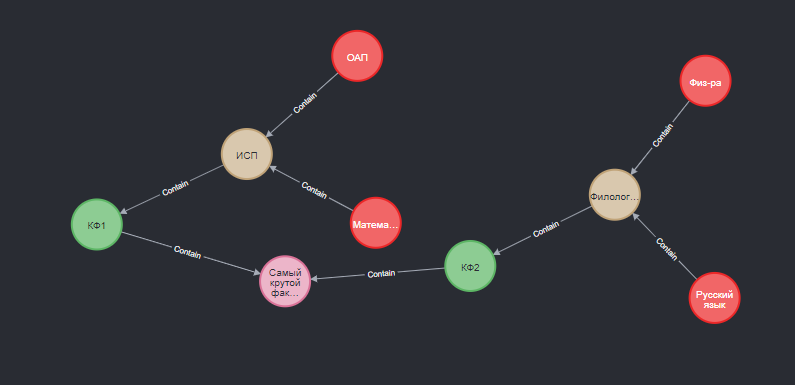 ОАП
Физ-ра
Contain
Contain
ИСП
Contain
Contain
Филолог...
КФ1
Матема...
Contain
Contain
Contain
КФ2
Contain
Самый
крутой
фак...
Русский
язык